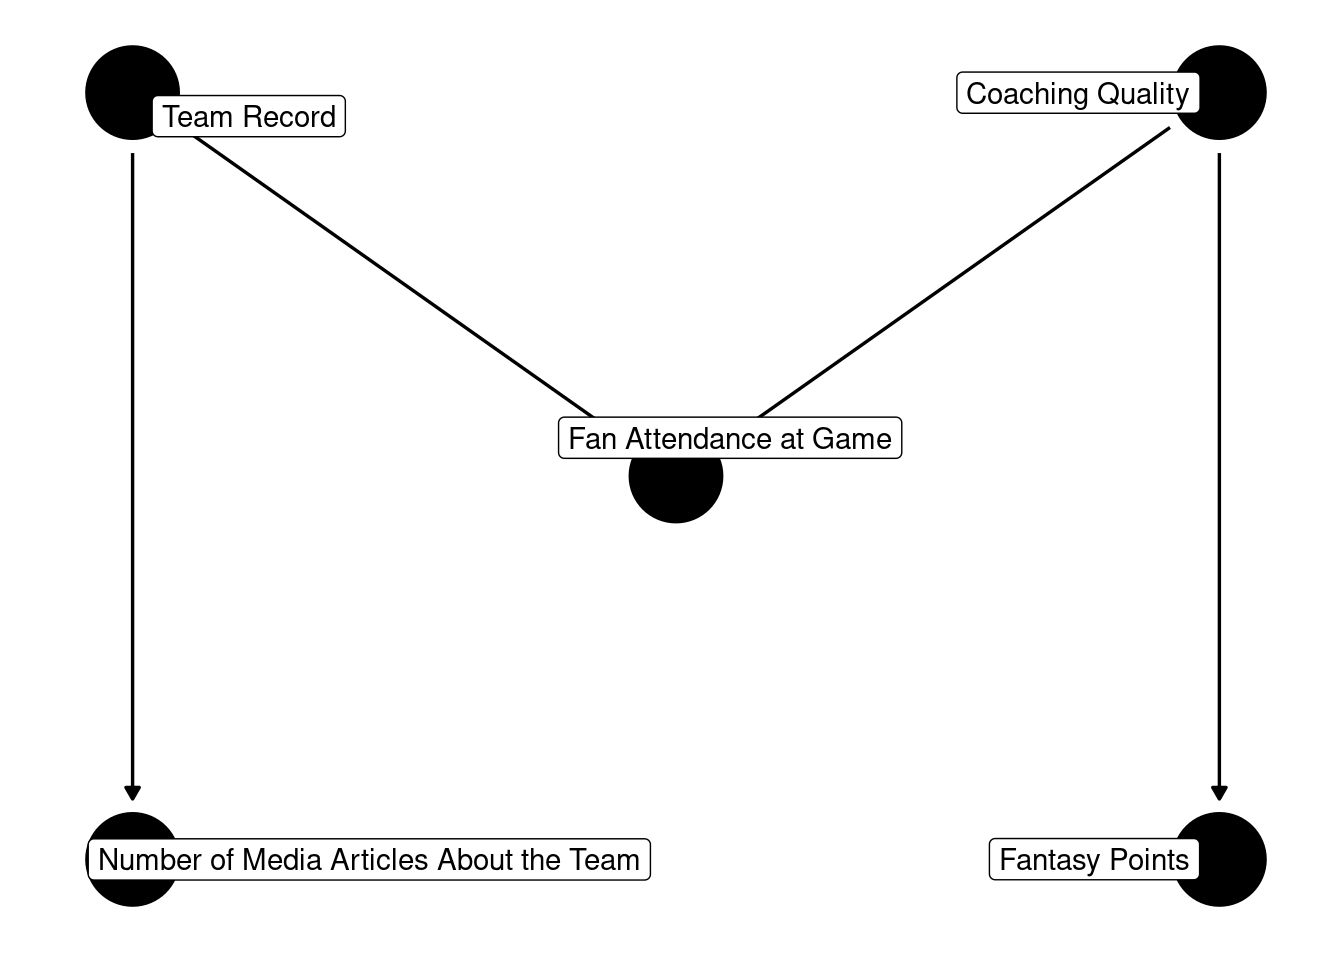 Team Record
Coaching Quality
Fan Attendance at Game
Number of Media Articles About the Team
Fantasy Points